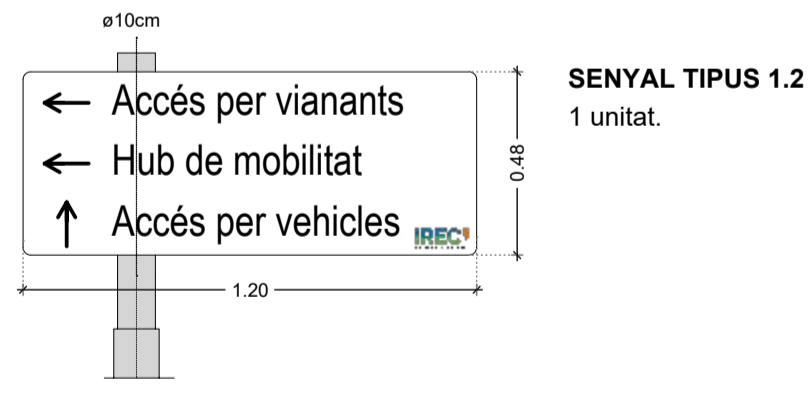 ø10cm
← Accés per vianants
← Hub de mobilitat
↑ Accés per vehicles
IREC
1.20
0.48
SENYAL TIPUS 1.2
1 unitat.